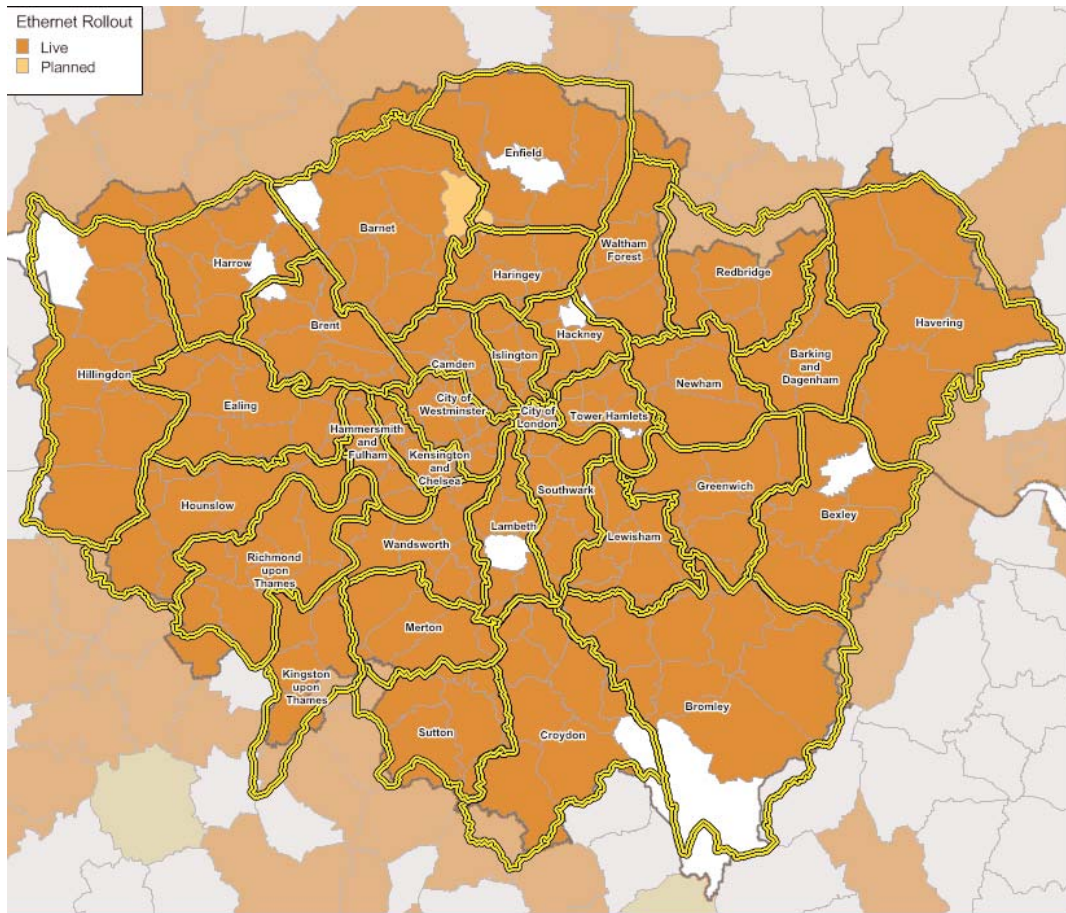 Ethernet Rollout
Live
Planned
Enfield
Barnet
Harrow
Haringey
Waltham
Forest
Redbridge
Havering
Brent
Hackney
Islington
Camden
Barking
and
Dagenham
Hillingdon
Ealing
City of
Westminster
City of
London
Tower Hamlets
Newham
Hammersmith
and
Fulham
Kensington
and
Chelsea
Hounslow
Southwark
Greenwich
Bexley
Lambeth
Wandsworth
Lewisham
Richmond
upon
Thames
Merton
Kingston
upon
Thames
Sutton
Croydon
Bromley